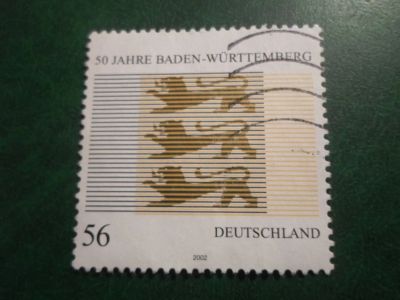 50 JAHRE BADEN-WÜRTTEMBERG
56
DEUTSCHLAND
2002